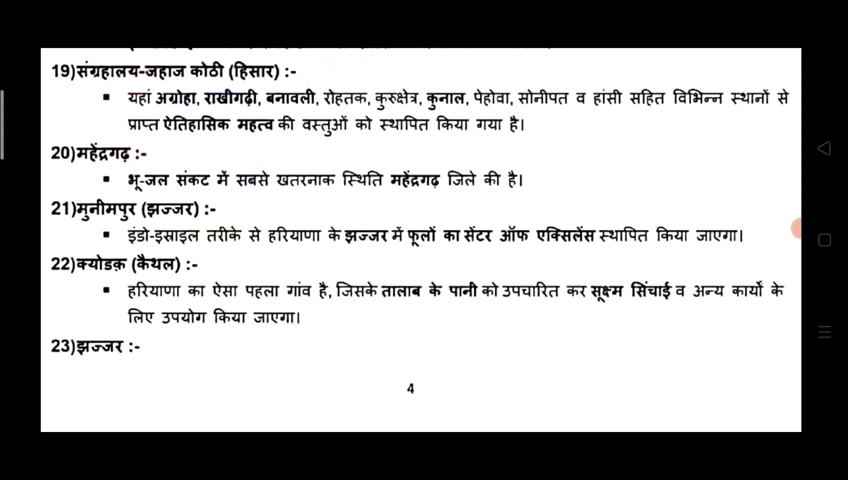 19)संग्रहालय-जहाज कोठी (हिसार) :-
▪ यहां अग्रोहा, राखीगढ़ी, बनावली, रोहतक, कुरुक्षेत्र, कुनाल, पेहोवा, सोनीपत व हांसी सहित विभिन्न स्थानों से
प्राप्त ऐतिहासिक महत्व की वस्तुओं को स्थापित किया गया है।
20)महेंद्रगढ़ :-
▪ भू-जल संकट में सबसे खतरनाक स्थिति महेंद्रगढ़ जिले की है।
21)मुनीमपुर (झज्जर) :-
▪ इंडो-इस्राइल तरीके से हरियाणा के झज्जर में फूलों का सेंटर ऑफ एक्सिलेंस स्थापित किया जाएगा।
22)क्योडक़ (कैथल) :-
▪ हरियाणा का ऐसा पहला गांव है, जिसके तालाब के पानी को उपचारित कर सूक्ष्म सिंचाई व अन्य कार्यो के
लिए उपयोग किया जाएगा।
23)झज्जर :-
4